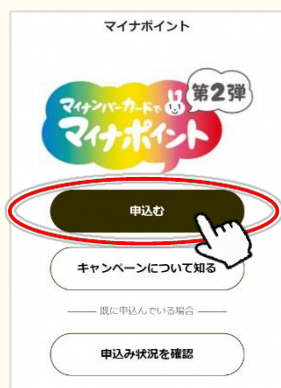 マイナポイント
マイナンバーカードで
マイナポイント
第2弾
申込む
キャンペーンについて知る
既に申込んでいる場合
申込み状況を確認